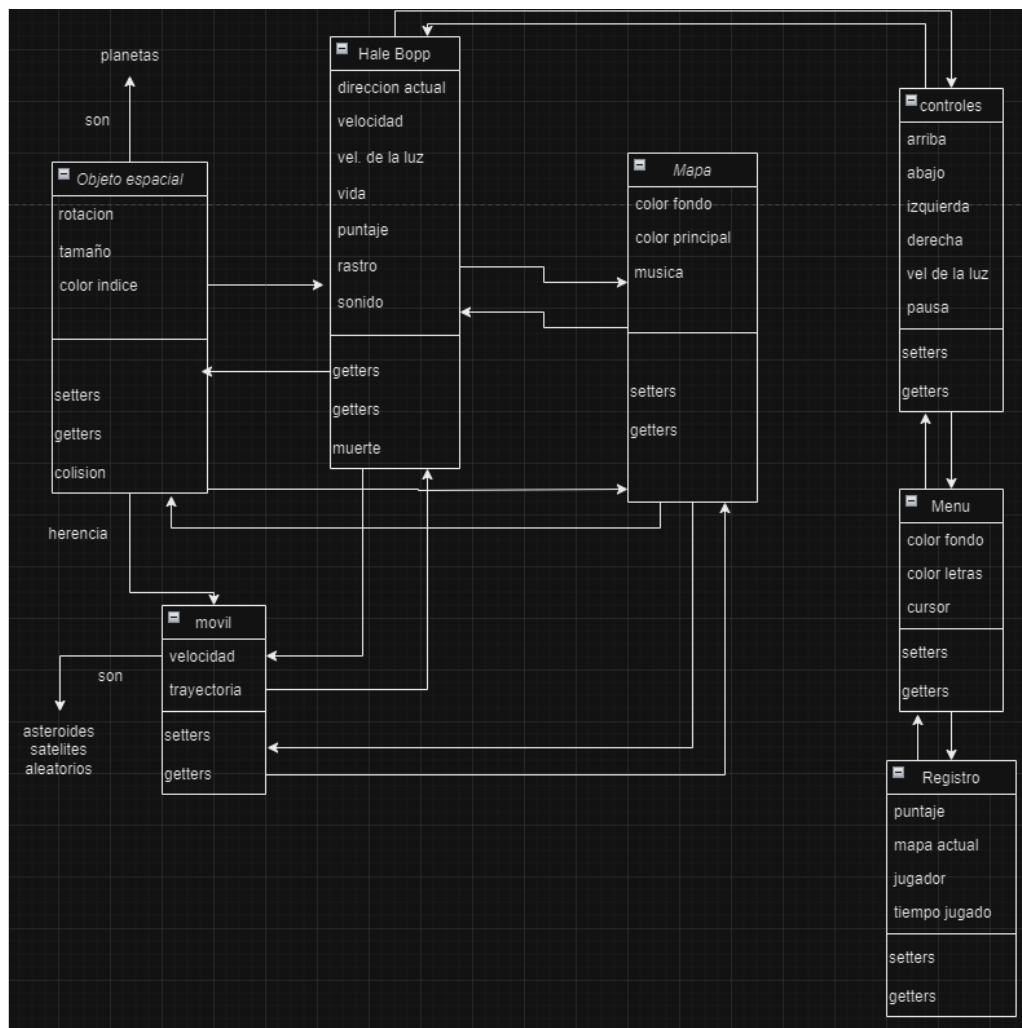 planetas
son
Objeto espacial
rotacion
tamaño
color indice
setters
getters
colision
herencia
Hale Bopp
direccion actual
velocidad
vel. de la luz
vida
puntaje
rastro
sonido
getters
getters
muerte
Mapa
color fondo
color principal
musica
setters
getters
controles
arriba
abajo
izquierda
derecha
vel de la luz
pausa
setters
getters
movil
velocidad
trayectoria
setters
getters
son
asteroides
satelites
aleatorios
Menu
color fondo
color letras
cursor
setters
getters
Registro
puntaje
mapa actual
jugador
tiempo jugado
setters
getters